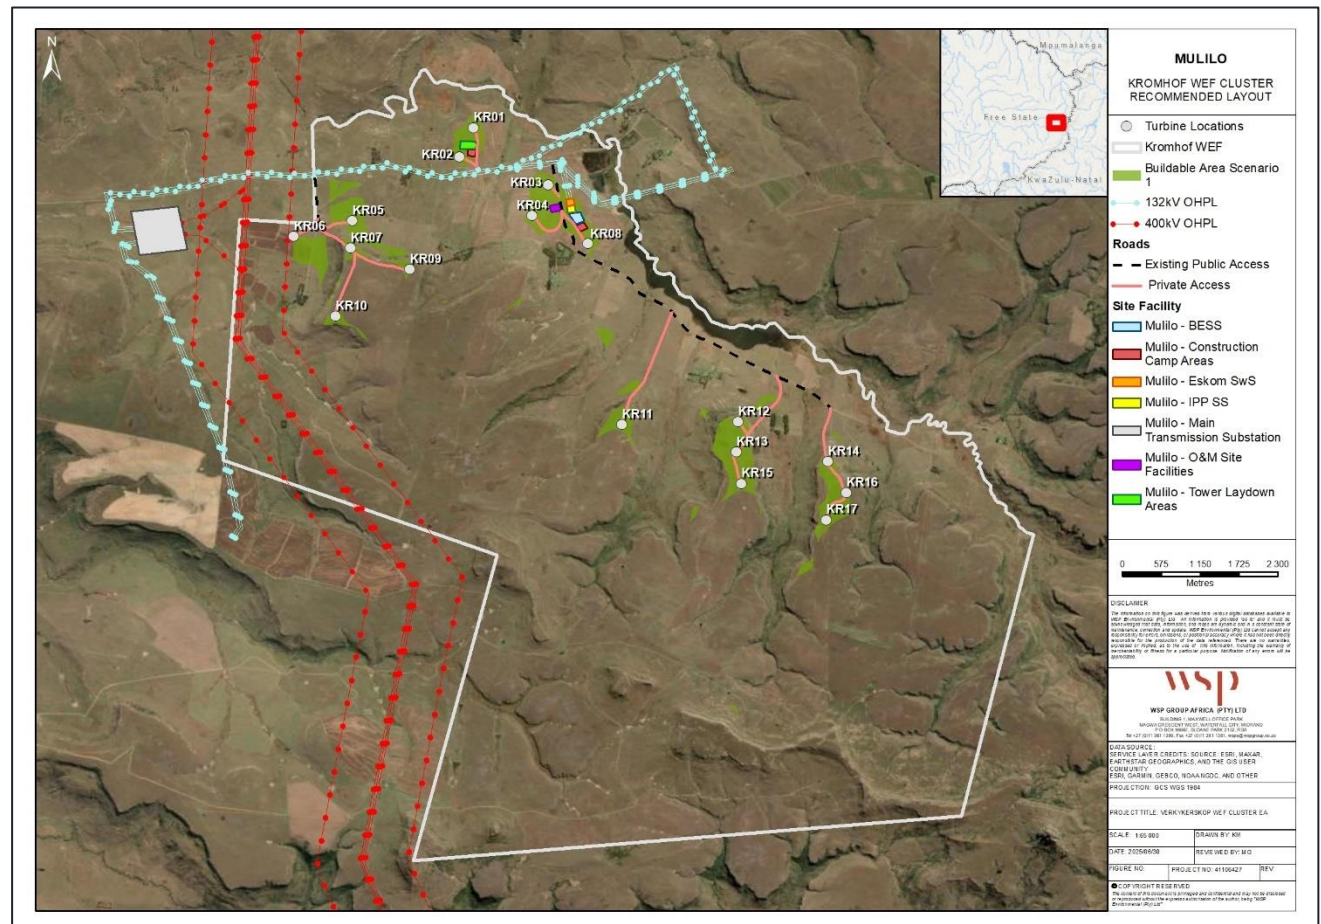 N
KR01
KR02
KR03
KR04
KR05
KR06
KR07
KR08
KR09
KR10
KR11
KR12
KR13
KR14
KR15
KR16
KR17
Mpumalanga
Free State
KwaZulu-Natal
MULILO
KROMHOF WEF CLUSTER
RECOMMENDED LAYOUT
Turbine Locations
Kromhof WEF
Buildable Area Scenario
1
132kV OHPL
400kV OHPL
Roads
Existing Public Access
Private Access
Site Facility
Mulilo - BESS
Mulilo - Construction
Camp Areas
Mulilo - Eskom SwS
Mulilo - IPP SS
Mulilo - Main
Transmission Substation
Mulilo - O&M Site
Facilities
Mulilo - Tower Laydown
Areas
0 575 1 150 1 725 2 300
Metres
DISCLAIMER
wsp
WSP GROUP AFRICA (PTY) LTD
BUILDING 1, MAXWELL OFFICE PARK
DATA SOURCE:
SERVICE LAYER CREDITS: SOURCE: ESRI, MAXAR,
EARTHSTAR GEOGRAPHICS, AND THE GIS USER
COMMUNITY
ESRI, GARMIN, GEBCO, NOAA NGDC, AND OTHER
PROJECTION: GCS WGS 1984
PROJECT TITLE: VERKYKERSKOP WEF CLUSTER EA
SCALE: 1:65 000 DRAWN BY: KM
DATE: 2025/06/30 REVIEWED BY: MO
FIGURE NO: PROJECT NO: 41106427 REV:
COPYRIGHT RESERVED